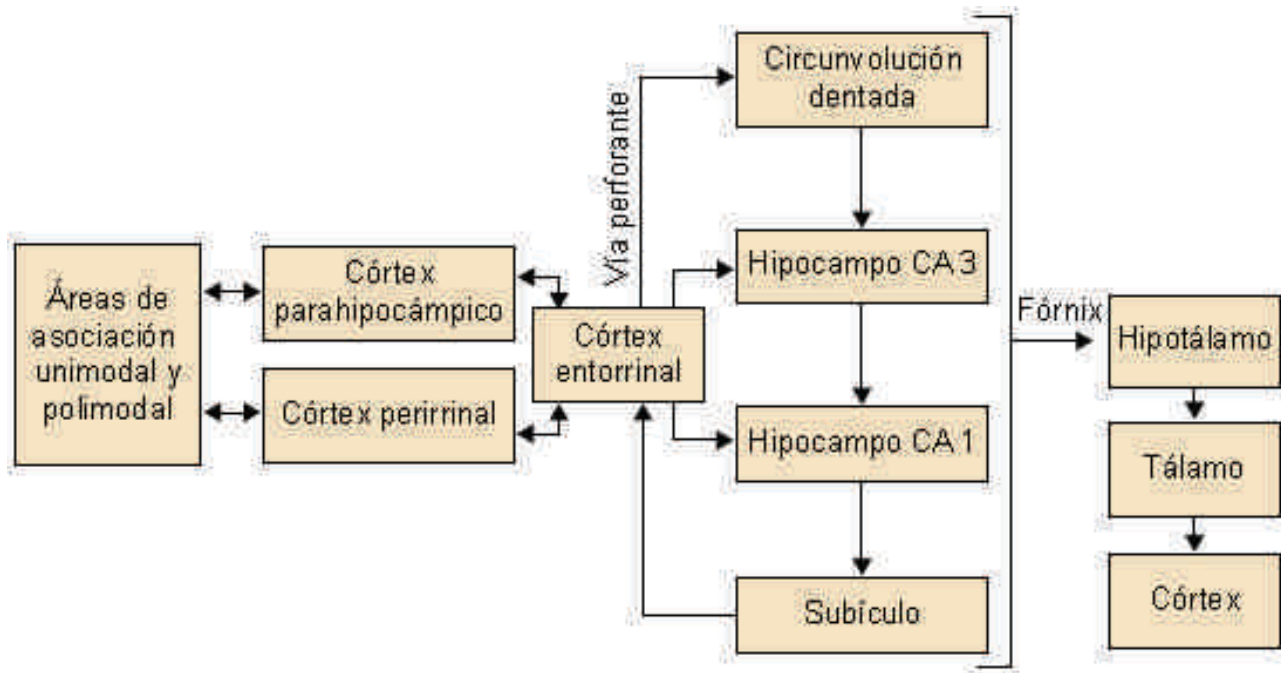 Áreas de
asociación
unimodal y
polimodal
Córtex
parahipocámpico
Córtex perirrinal
Córtex
entorrinal
Vía perforante
Circunvolución
dentada
Hipocampo CA3
Hipocampo CA1
Subículo
Fórnix
Hipotálamo
Tálamo
Córtex